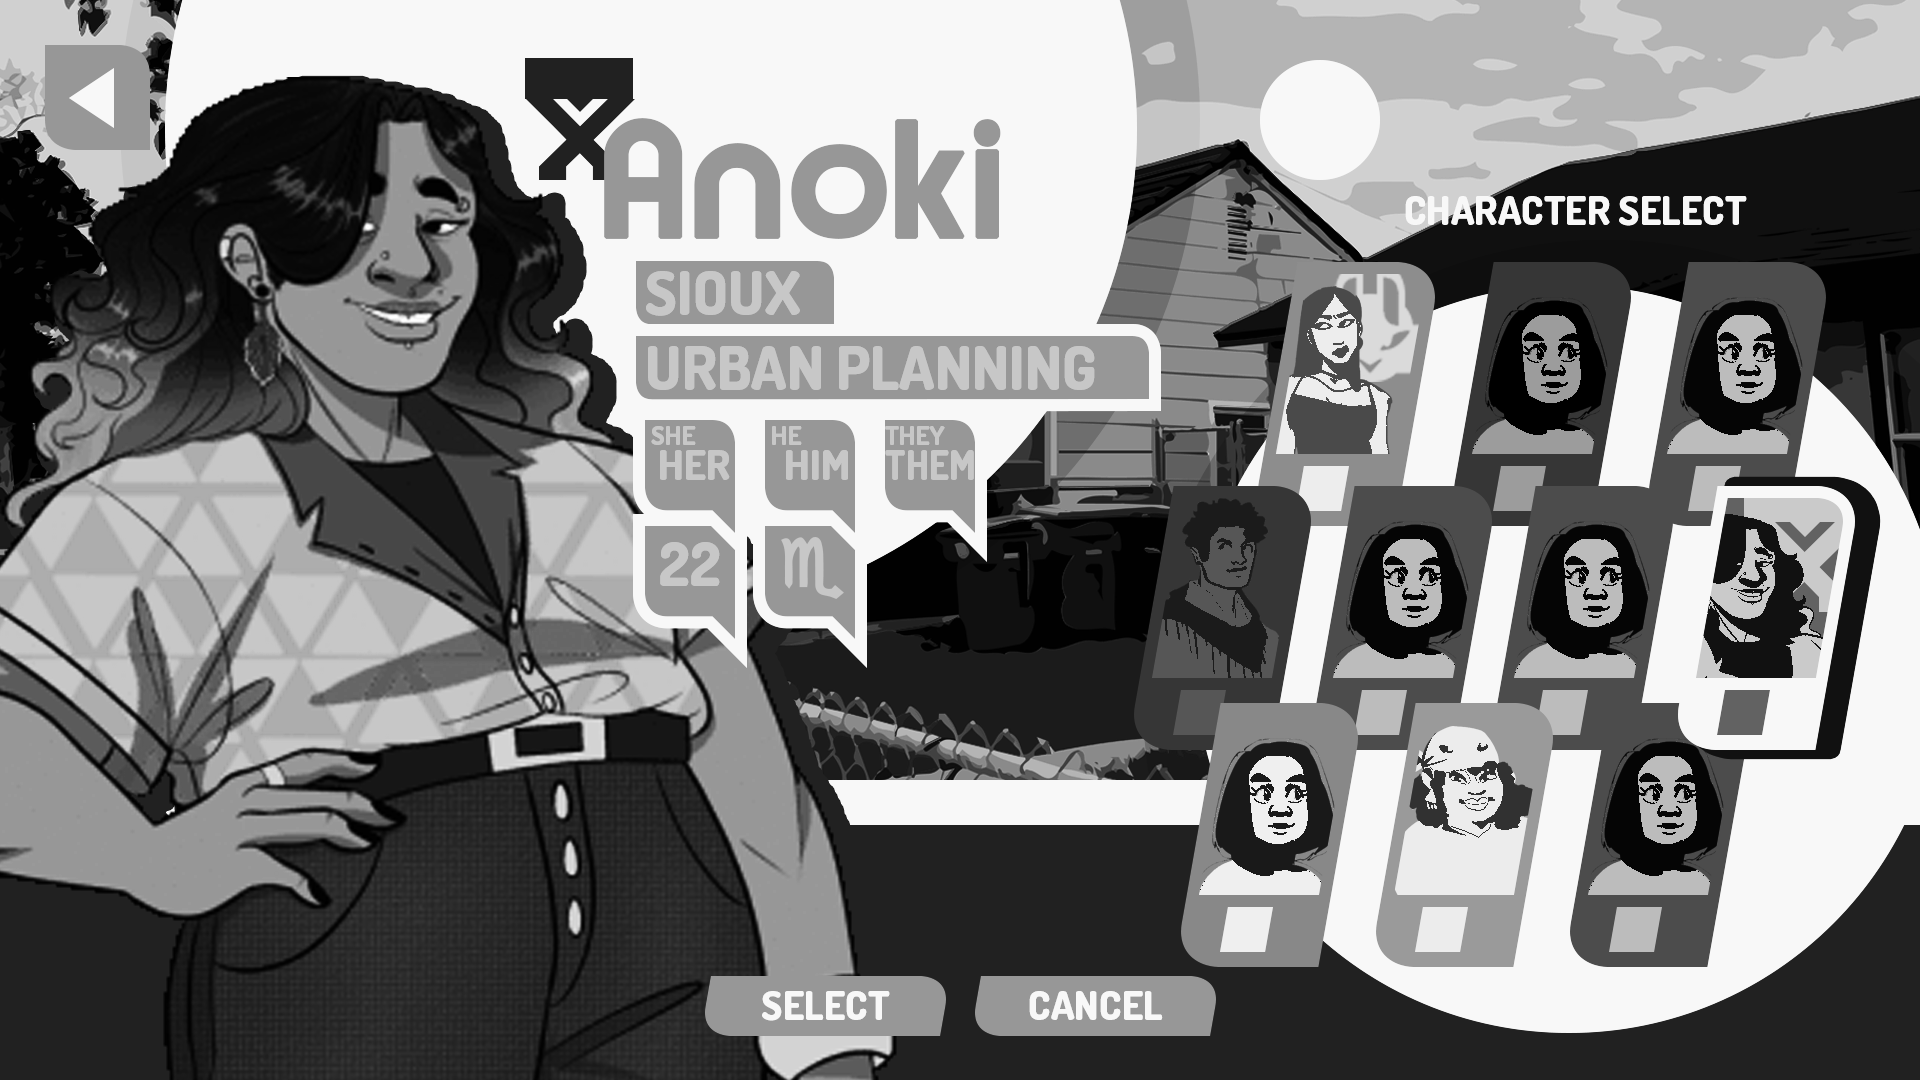 Anoki
SIOUX
URBAN PLANNING
SHE
HER
HE
HIM
THEY
THEM
22
♏
CHARACTER SELECT
SELECT
CANCEL